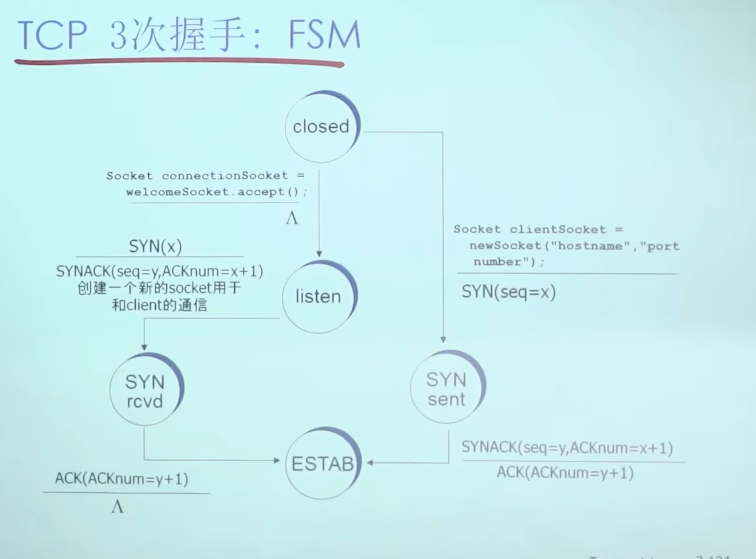 TCP 3次握手: FSM
closed
Socket connectionSocket =
welcomeSocket.accept();
Λ
Socket clientSocket =
newSocket("hostname","port
number");
SYN(seq=x)
SYN(x)
SYNACK(seq=y,ACKnum=x+1)
创建一个新的socket用于
和client的通信
listen
SYN
rcvd
SYN
sent
ESTAB
SYNACK(seq=y,ACKnum=x+1)
ACK(ACKnum=y+1)
ACK(ACKnum=y+1)
Λ